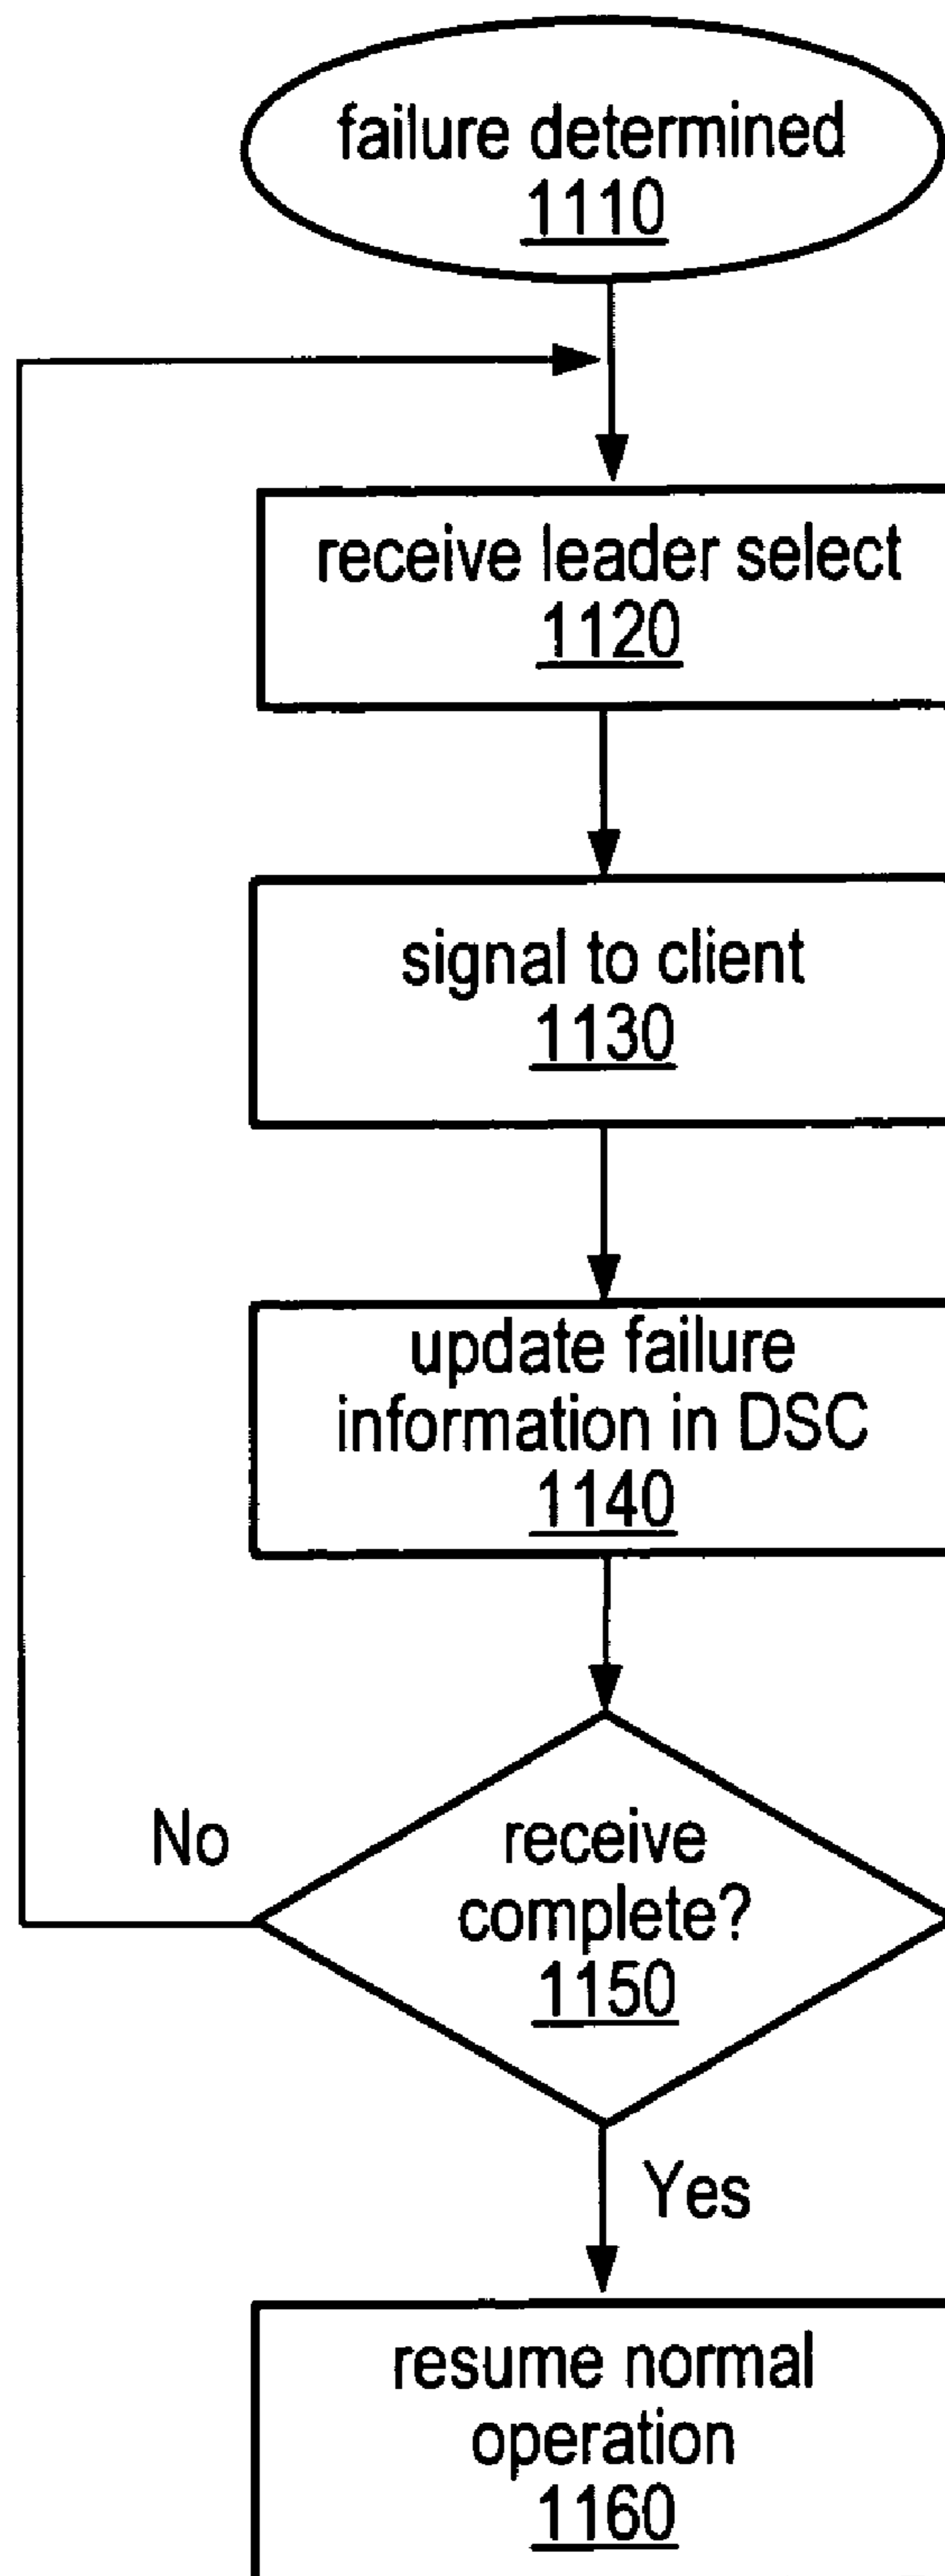 failure determined
1110
receive leader select
1120
signal to client
1130
update failure
information in DSC
1140
No
receive
complete?
1150
Yes
resume normal
operation
1160